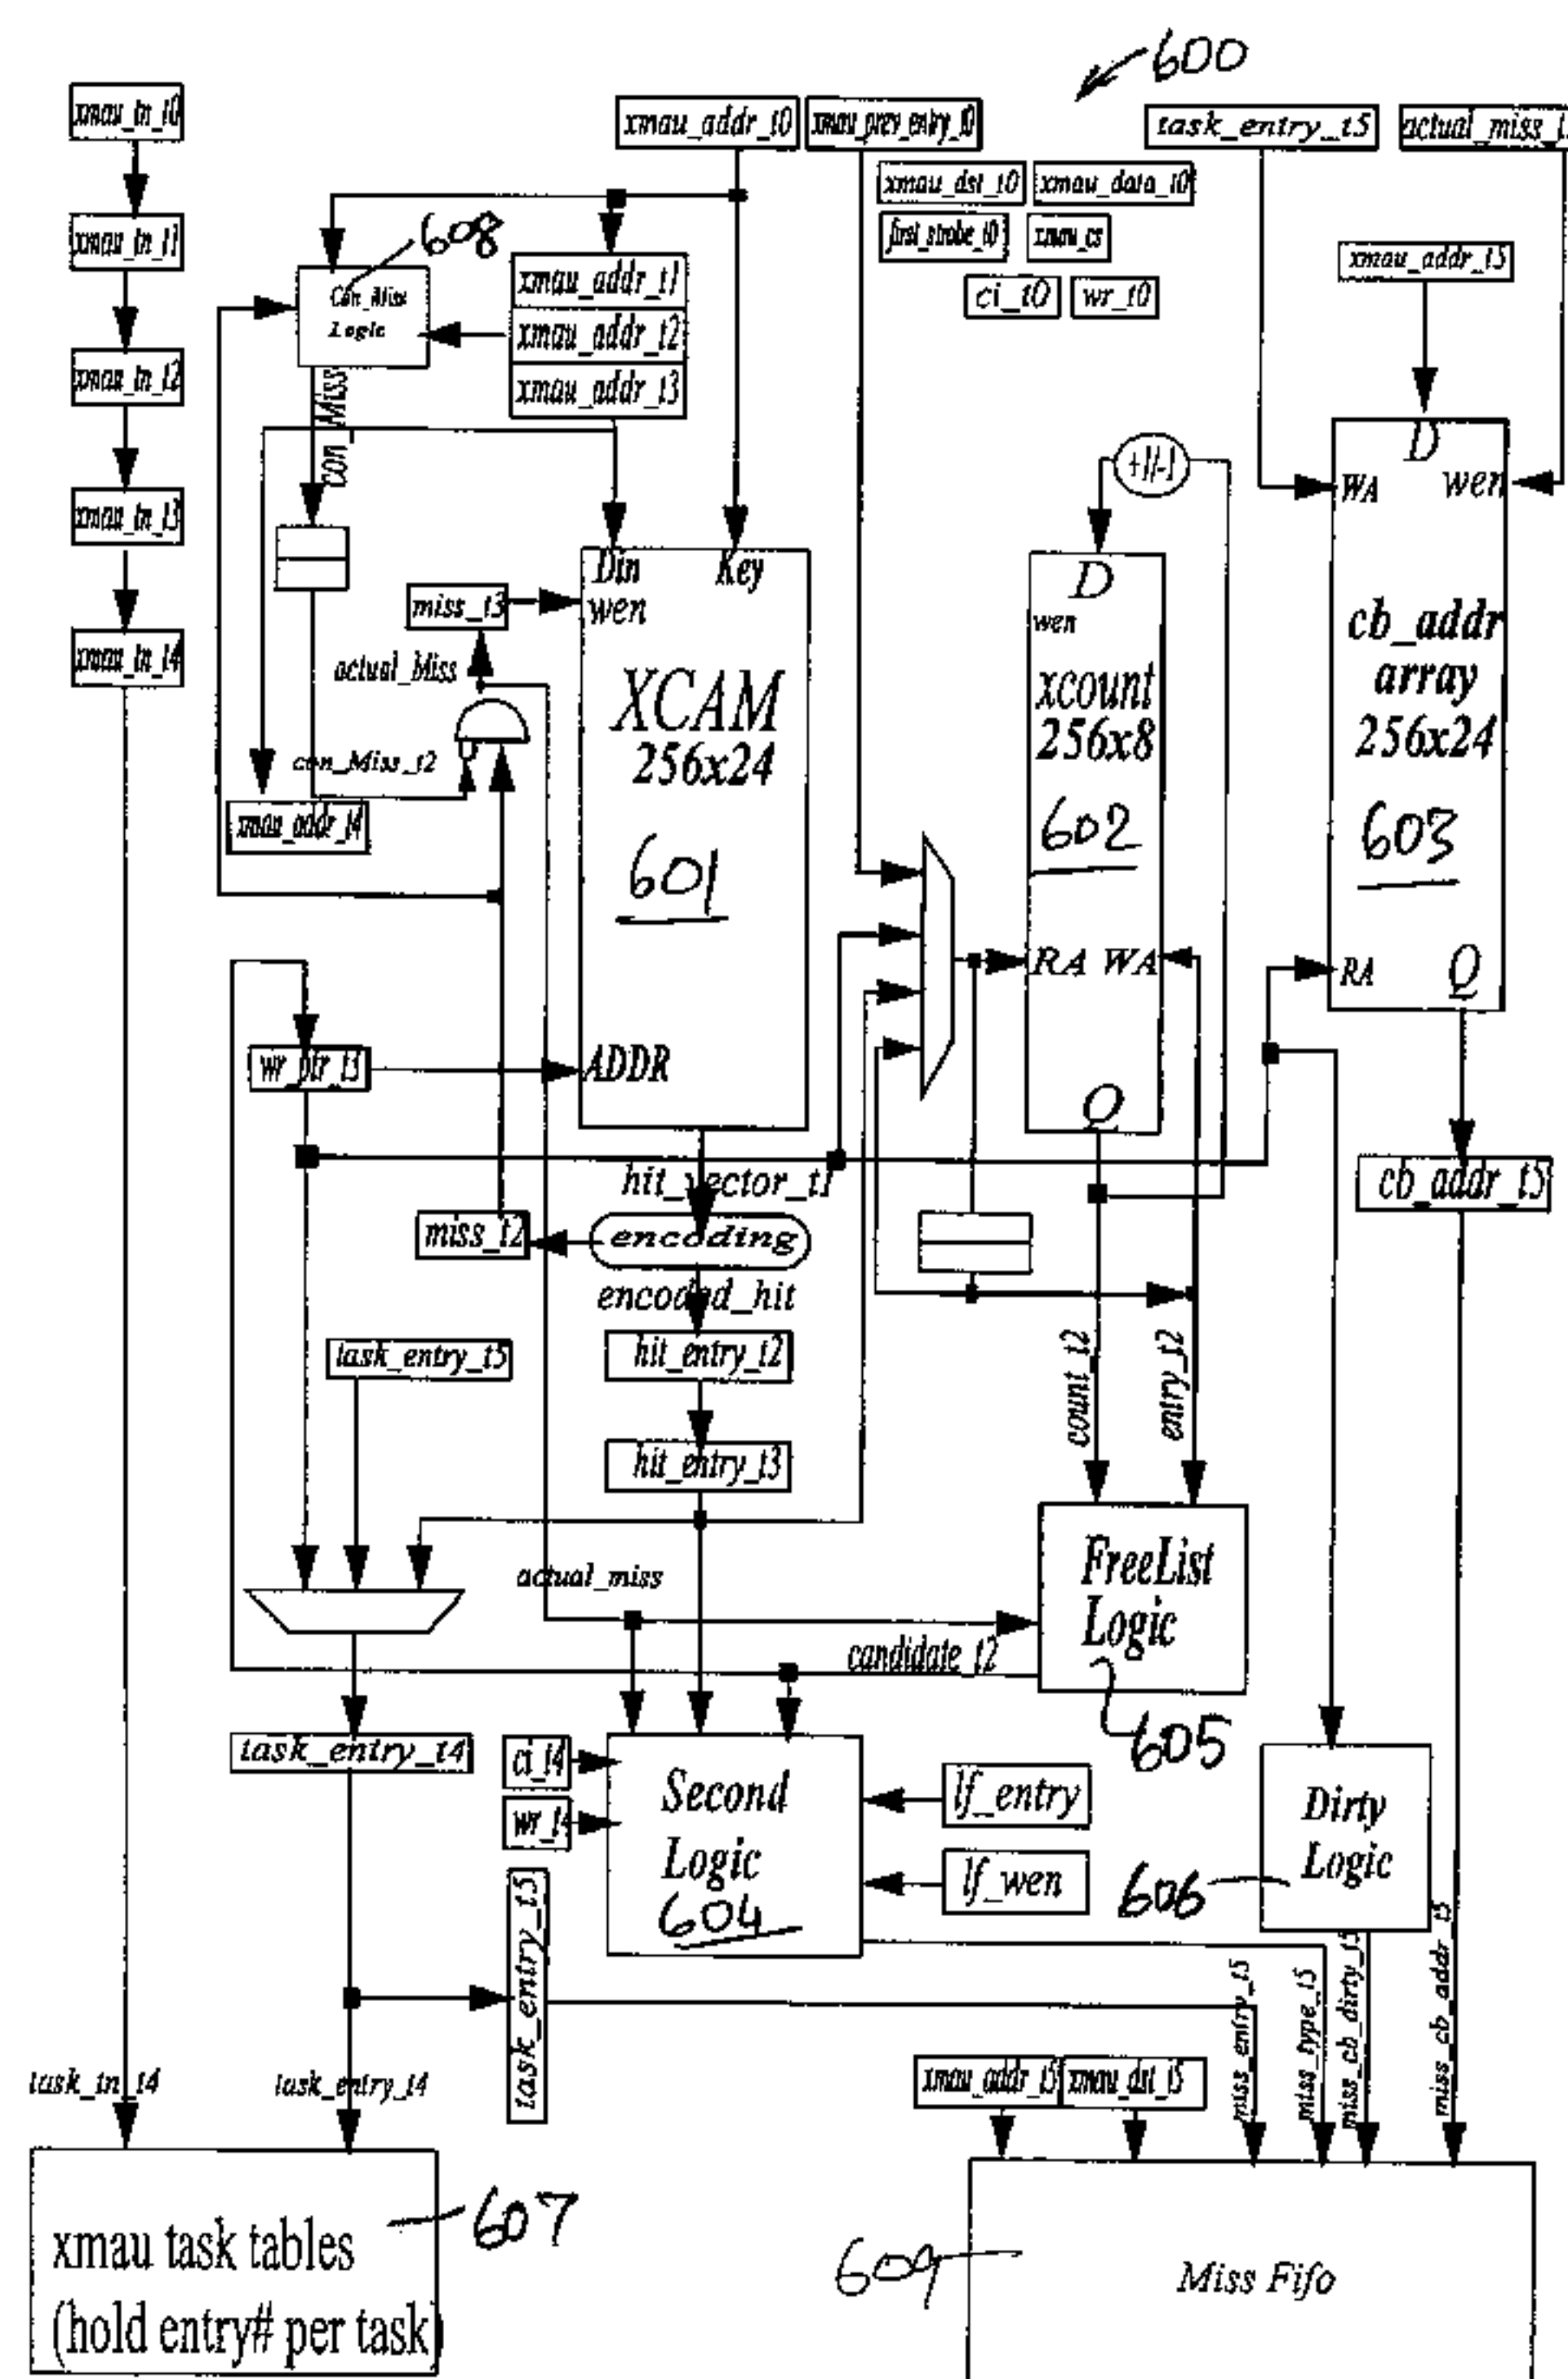 600
xmau_tn_t0
xmau_addr_t0
xmau_prev_entry_t0
task_entry_t5
xmau_dst_t0
xmau_data_t0
xmau_tn_t1
first_strobe_t0
xmau_cs
608
xmau_addr_t5
Con_Miss
Logic
xmau_addr_t1
ci_t0
wr_t0
xmau_addr_t2
xmau_tn_t2
xmau_addr_t3
con_Miss
D
+1/-1
WA
wen
xmau_tn_t3
Din
Key
D
miss_t3
wen
wen
cb_addr
array
256x24
xmau_tn_t4
actual_Miss
XCAM
256x24
xcount
256x8
con_Miss_t2
xmau_addr_t4
601
602
603
RA
WA
RA
Q
wr_ptr_t3
ADDR
Q
hit_vector_t1
cb_addr_t5
miss_t2
encoding
encoded_hit
task_entry_t5
hit_entry_t2
count_t2
entry_t2
hit_entry_t3
actual_miss
FreeList
Logic
candidate_t2
605
task_entry_t4
ci_t4
Second
Logic
604
lf_entry
wr_t4
lf_wen
Dirty
Logic
606
task_entry_t5
miss_entry_t5
miss_type_t5
miss_cb_dirty_t5
miss_cb_addr_t5
task_tn_t4
task_entry_t4
xmau_addr_t5
xmau_dst_t5
xmau task tables
(hold entry# per task)
607
609
Miss Fifo